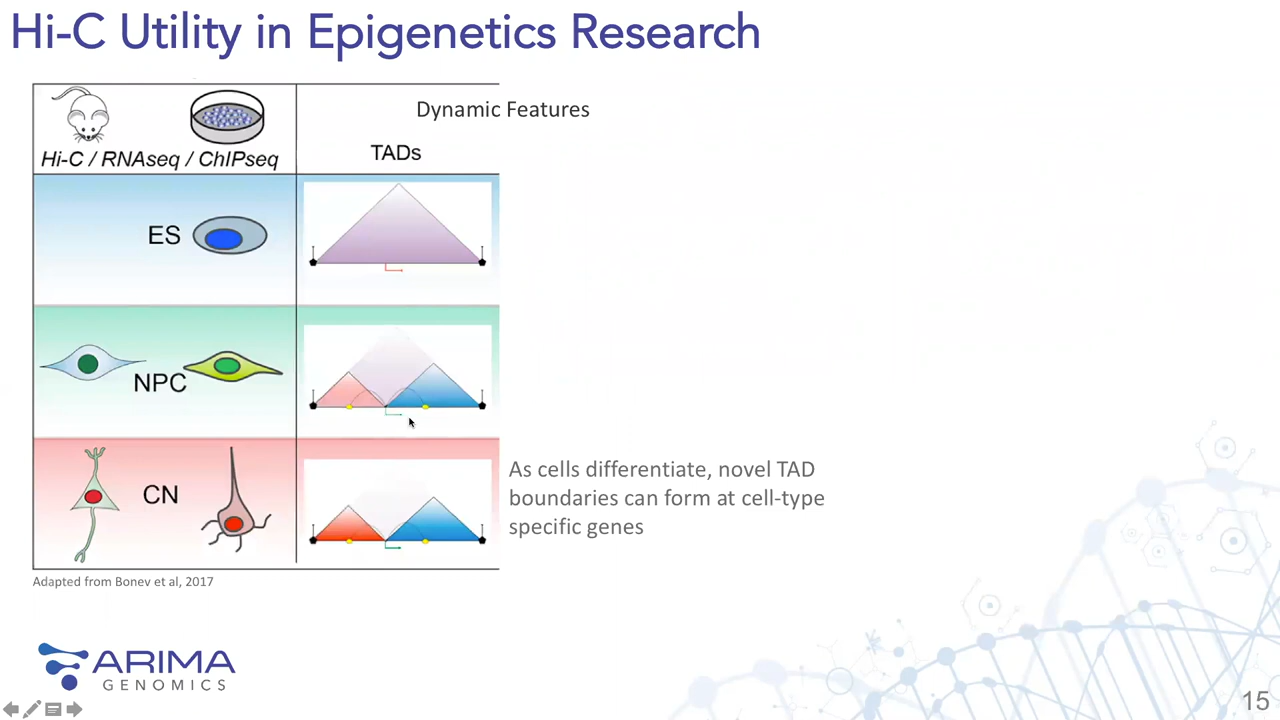 Hi-C Utility in Epigenetics Research
Dynamic Features
Hi-C / RNAseq / ChIPseq
TADs
ES
NPC
CN
As cells differentiate, novel TAD
boundaries can form at cell-type
specific genes
Adapted from Bonev et al, 2017
ARIMA
GENOMICS
15